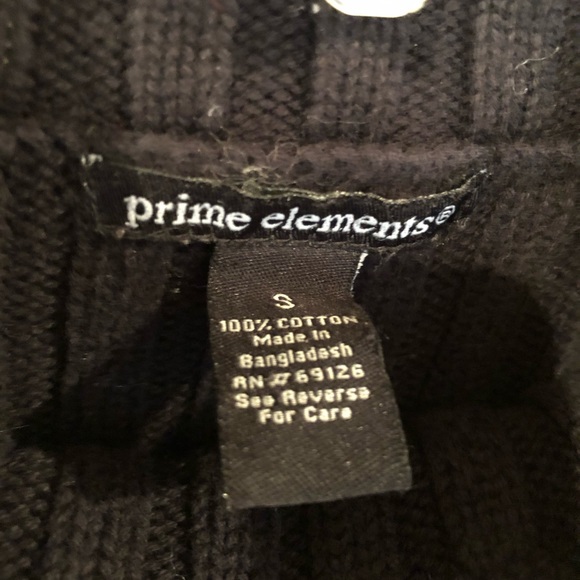 prime elements®
S
100% COTTON
Made in
Bangladesh
RN # 69126
See Reverse
For Care